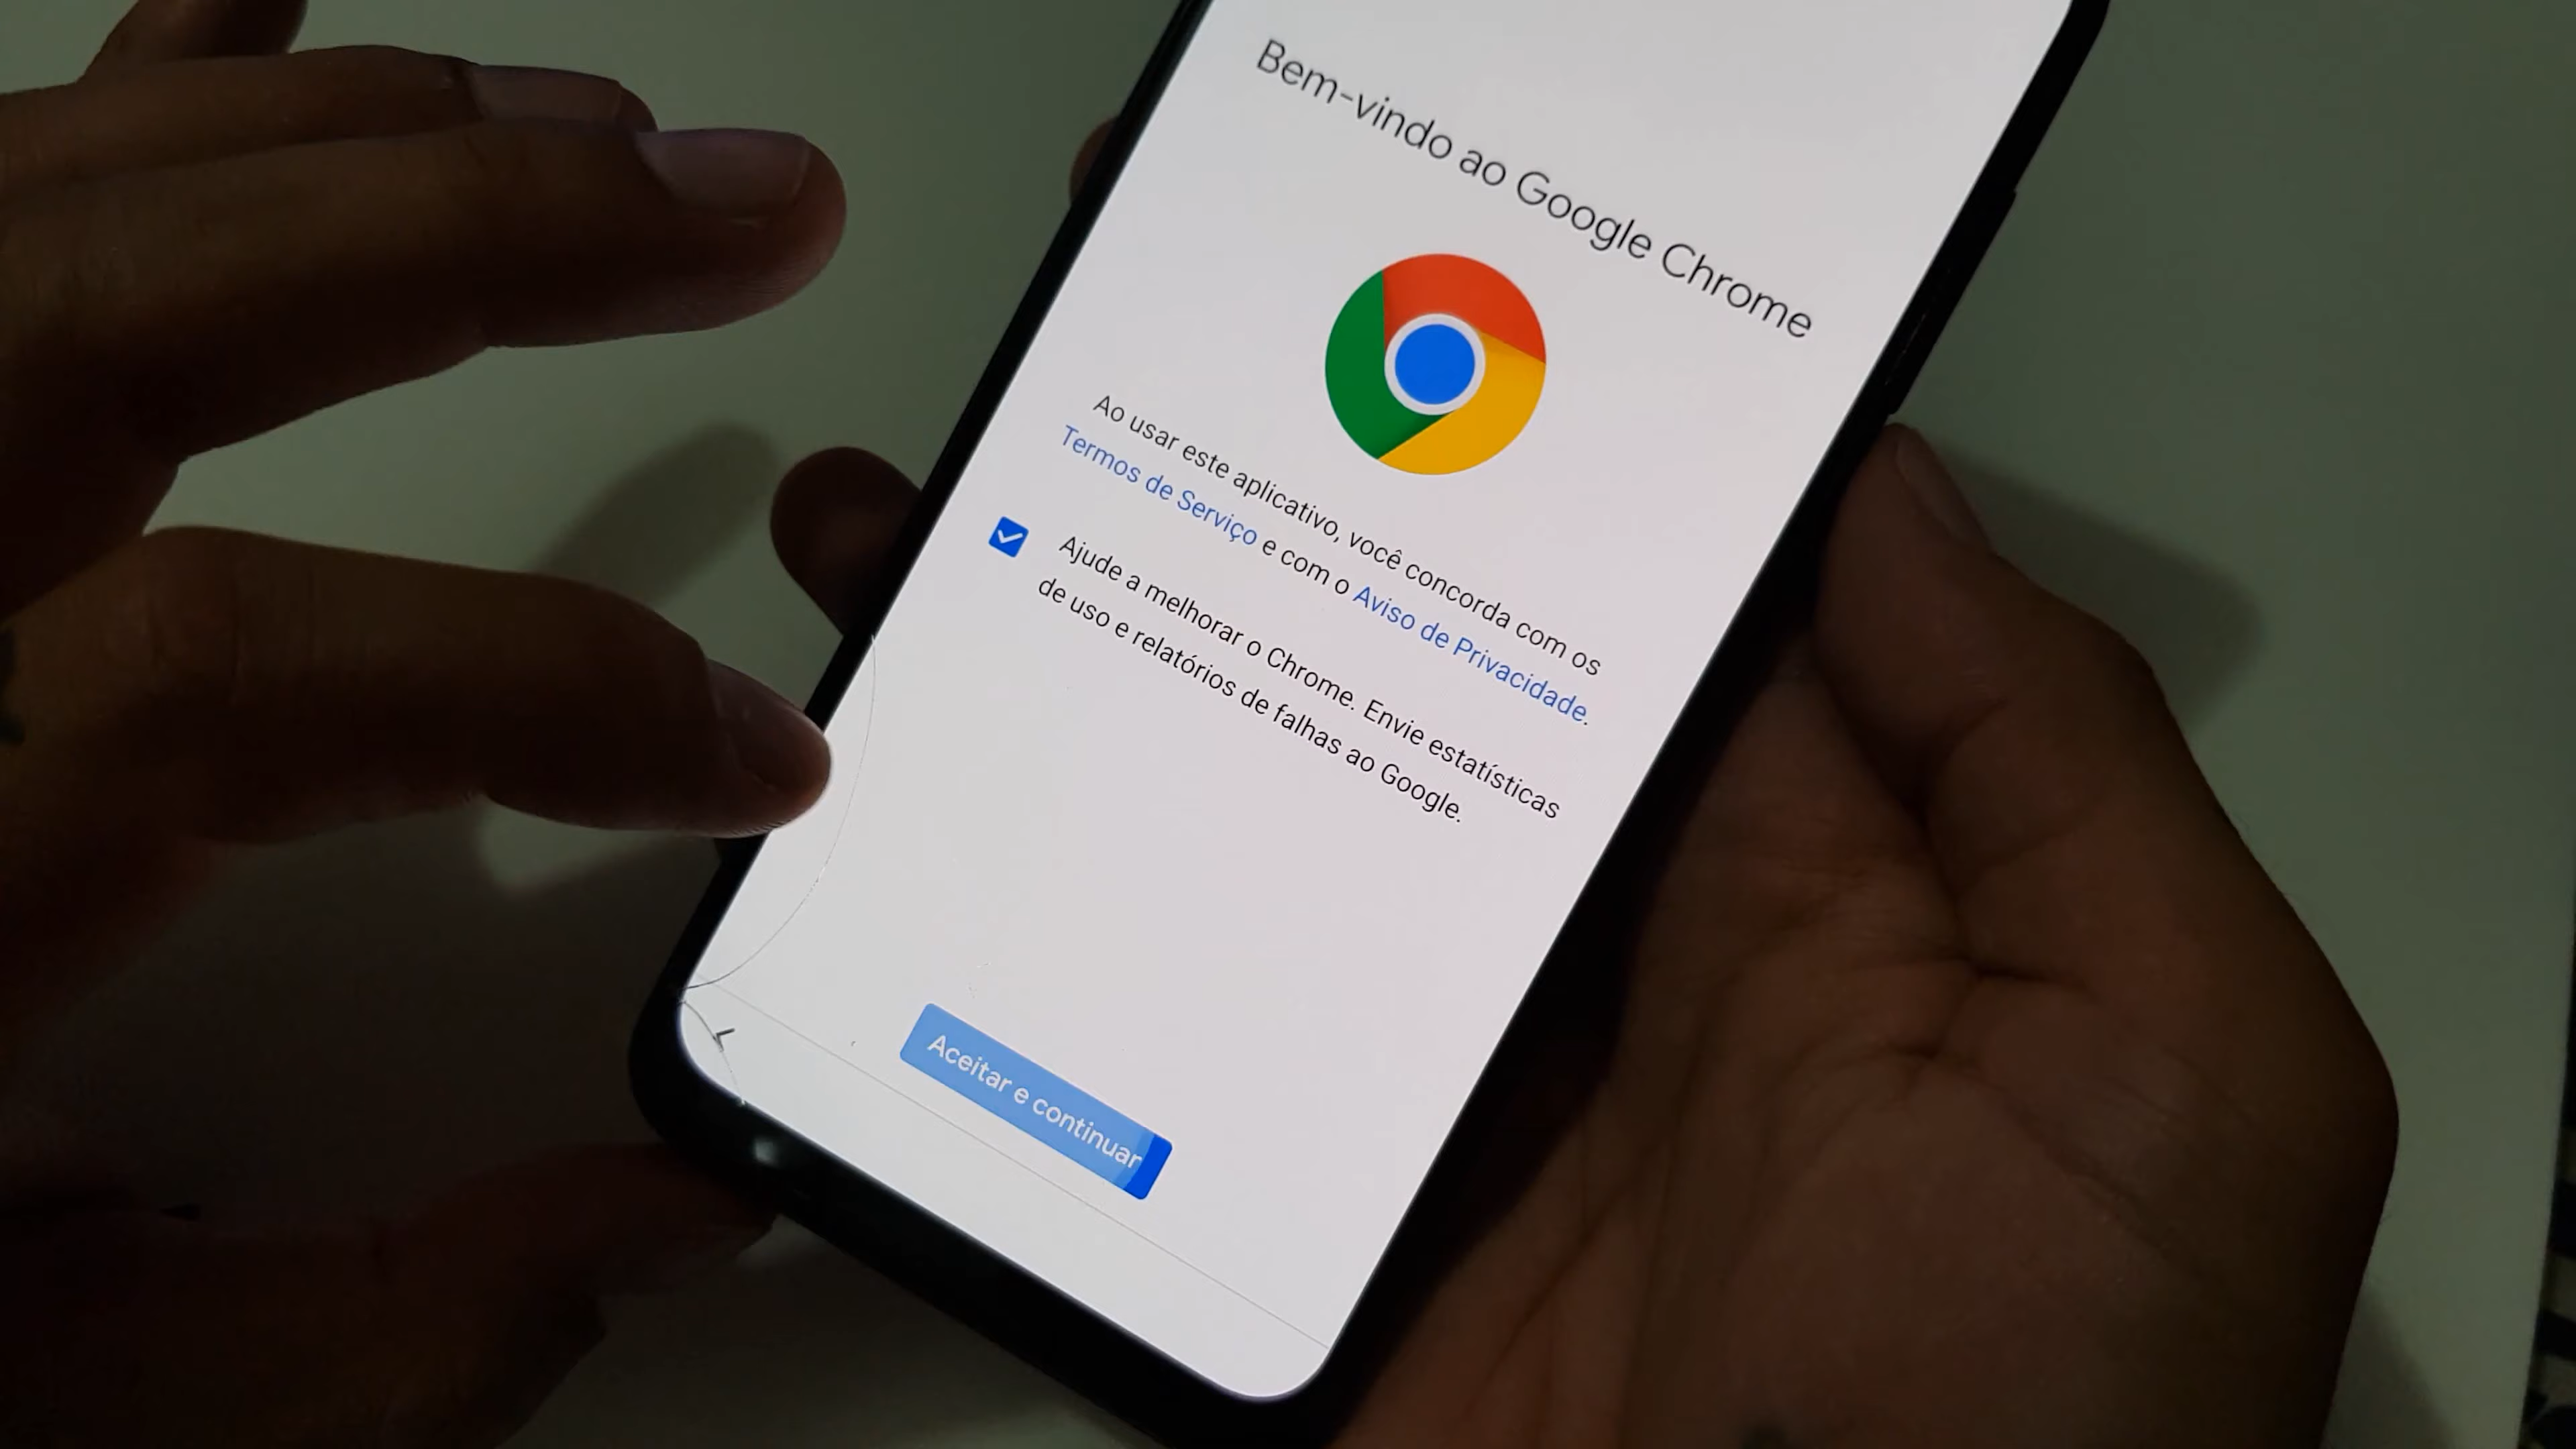 Bem-vindo ao Google Chrome
Ao usar este aplicativo, você concorda com os
Termos de Serviço e com o Aviso de Privacidade.
Ajude a melhorar o Chrome. Envie estatísticas
de uso e relatórios de falhas ao Google.
Aceitar e continuar